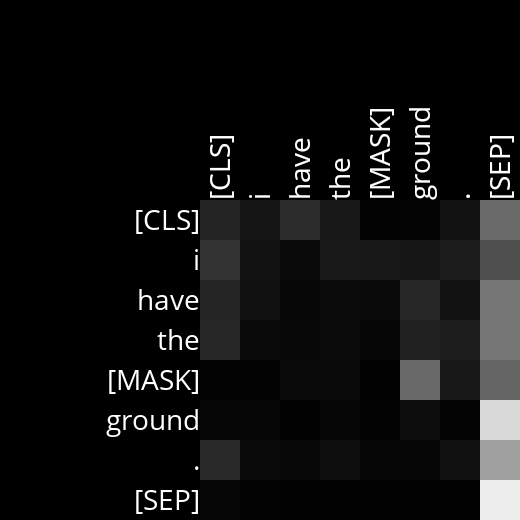 [CLS] i have the [MASK] ground . [SEP]
[CLS]
i
have
the
[MASK]
ground
.
[SEP]